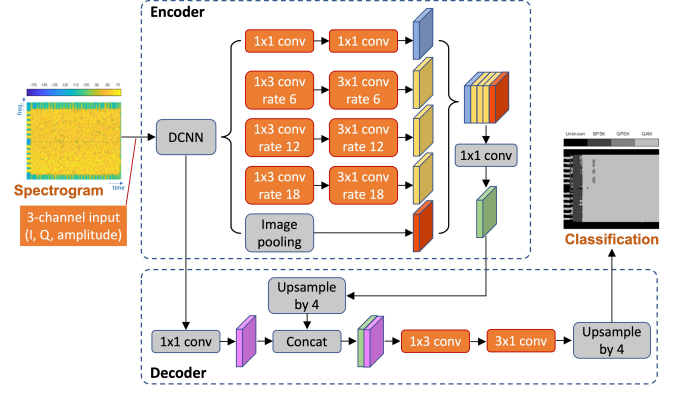 Encoder
1x1 conv
1x1 conv
1x3 conv
rate 6
3x1 conv
rate 6
1x3 conv
rate 12
3x1 conv
rate 12
1x3 conv
rate 18
3x1 conv
rate 18
Image
pooling
DCNN
freq.
time
Spectrogram
3-channel input
(I, Q, amplitude)
1x1 conv
Unknown BPSK QPSK QAM
Classification
Upsample
by 4
1x1 conv
Concat
1x3 conv
3x1 conv
Upsample
by 4
Decoder